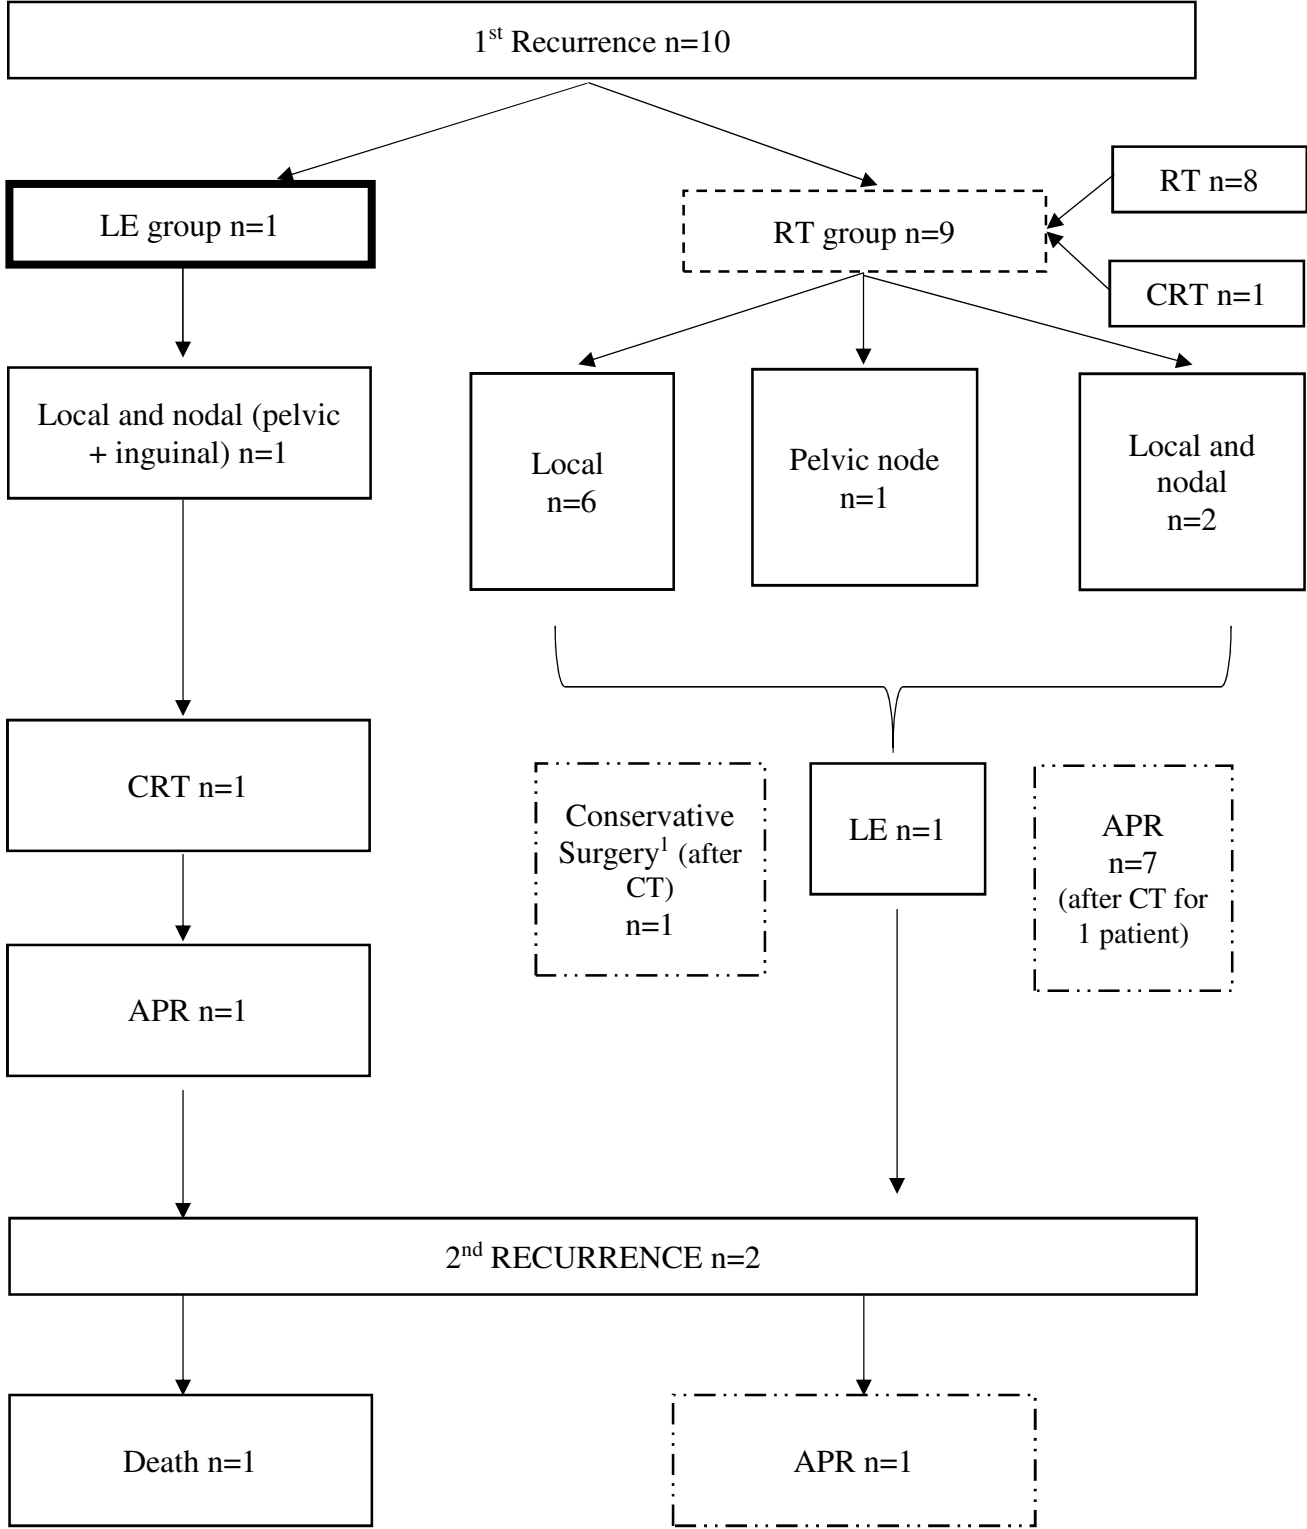 1st Recurrence n=10
LE group n=1
RT group n=9
RT n=8
CRT n=1
Local and nodal (pelvic
+ inguinal) n=1
Local
n=6
Pelvic node
n=1
Local and
nodal
n=2
CRT n=1
Conservative
Surgery1 (after
CT)
n=1
LE n=1
APR
n=7
(after CT for
1 patient)
APR n=1
2nd RECURRENCE n=2
Death n=1
APR n=1